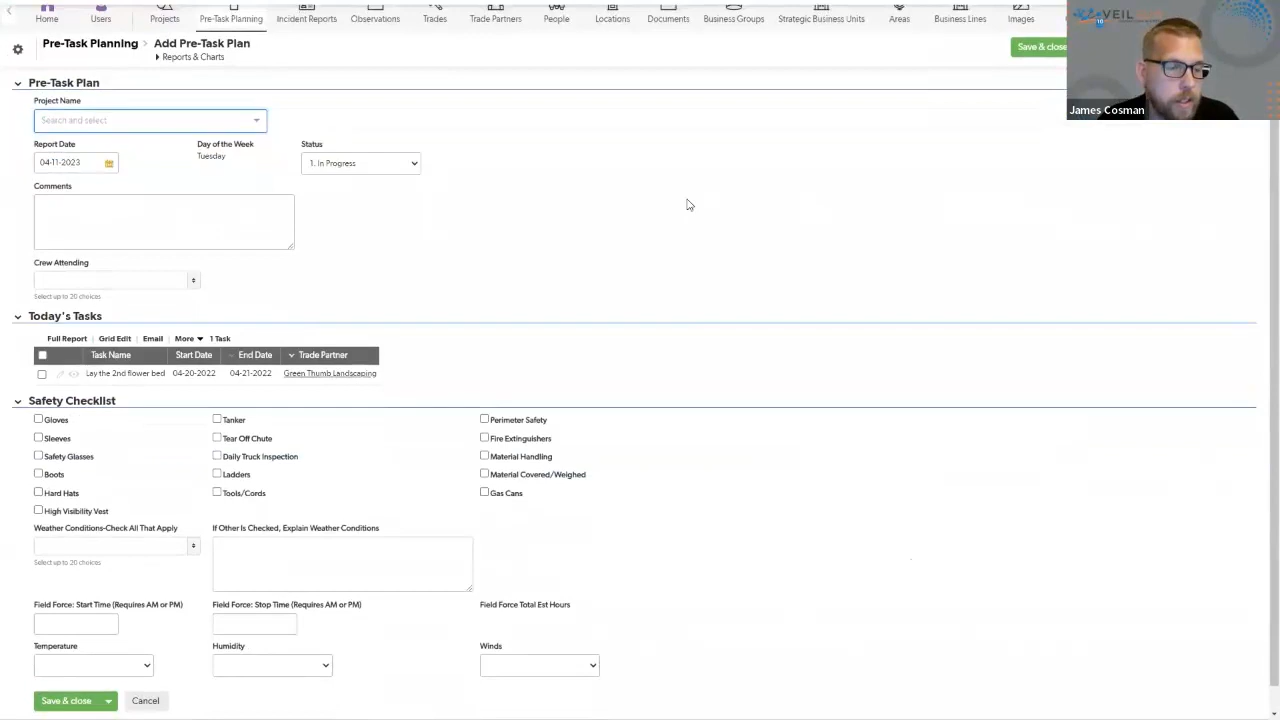 Home Users Projects Pre-Task Planning Incident Reports Observations Trades Trade Partners People Locations Documents Business Groups Strategic Business Units Areas Business Lines Images
Pre-Task Planning > Add Pre-Task Plan
Reports & Charts
Save & close
VEIL
10
James Cosman
Pre-Task Plan
Project Name
Search and select
Report Date Day of the Week Status
04-11-2023 Tuesday 1. In Progress
Comments
Crew Attending
Select up to 20 choices
Today's Tasks
Full Report | Grid Edit | Email | More 1 Task
Task Name Start Date End Date Trade Partner
Lay the 2nd flower bed 04-20-2022 04-21-2022 Green Thumb Landscaping
Safety Checklist
Gloves Tanker Perimeter Safety
Sleeves Tear Off Chute Fire Extinguishers
Safety Glasses Daily Truck Inspection Material Handling
Boots Ladders Material Covered/Weighed
Hard Hats Tools/Cords Gas Cans
High Visibility Vest
Weather Conditions-Check All That Apply If Other Is Checked, Explain Weather Conditions
Select up to 20 choices
Field Force: Start Time (Requires AM or PM) Field Force: Stop Time (Requires AM or PM) Field Force Total Est Hours
Temperature Humidity Winds
Save & close Cancel